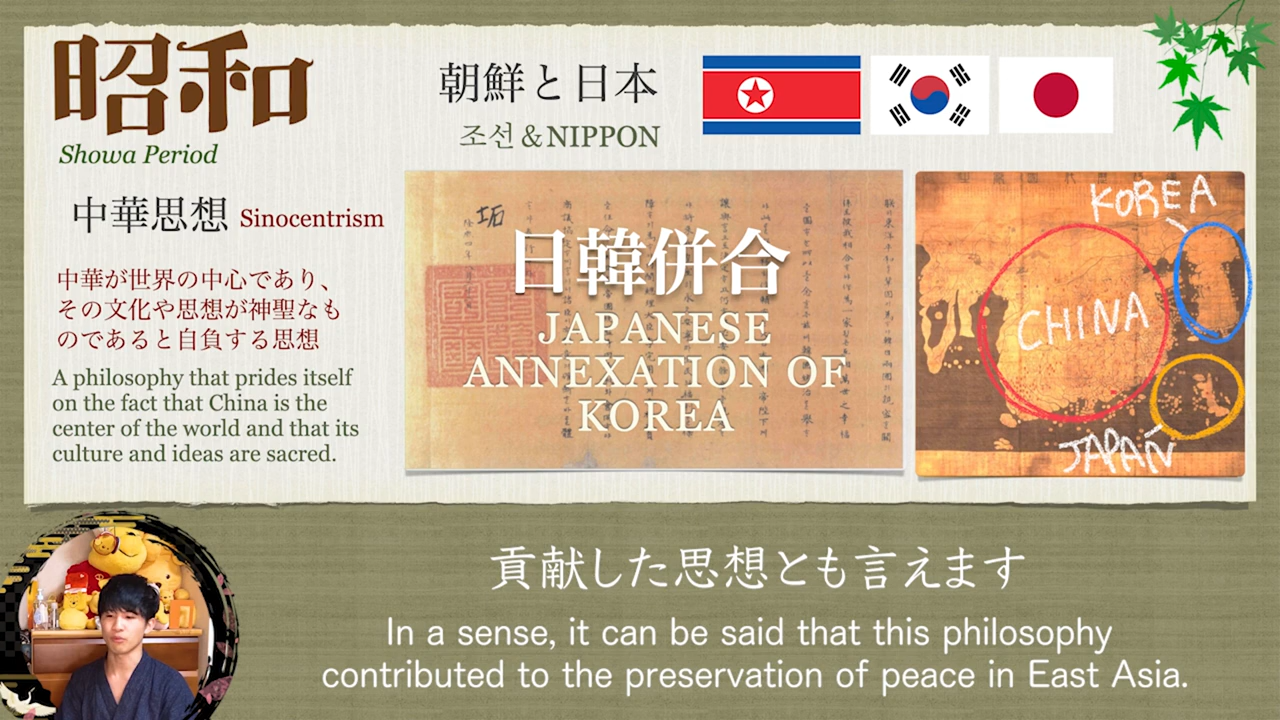 昭和
Showa Period
朝鮮と日本
조선&NIPPON
中華思想 Sinocentrism
中華が世界の中心であり、
その文化や思想が神聖なも
のであると自負する思想
A philosophy that prides itself
on the fact that China is the
center of the world and that its
culture and ideas are sacred.
日韓併合
JAPANESE
ANNEXATION OF
KOREA
KOREA
CHINA
JAPAN
貢献した思想とも言えます
In a sense, it can be said that this philosophy
contributed to the preservation of peace in East Asia.